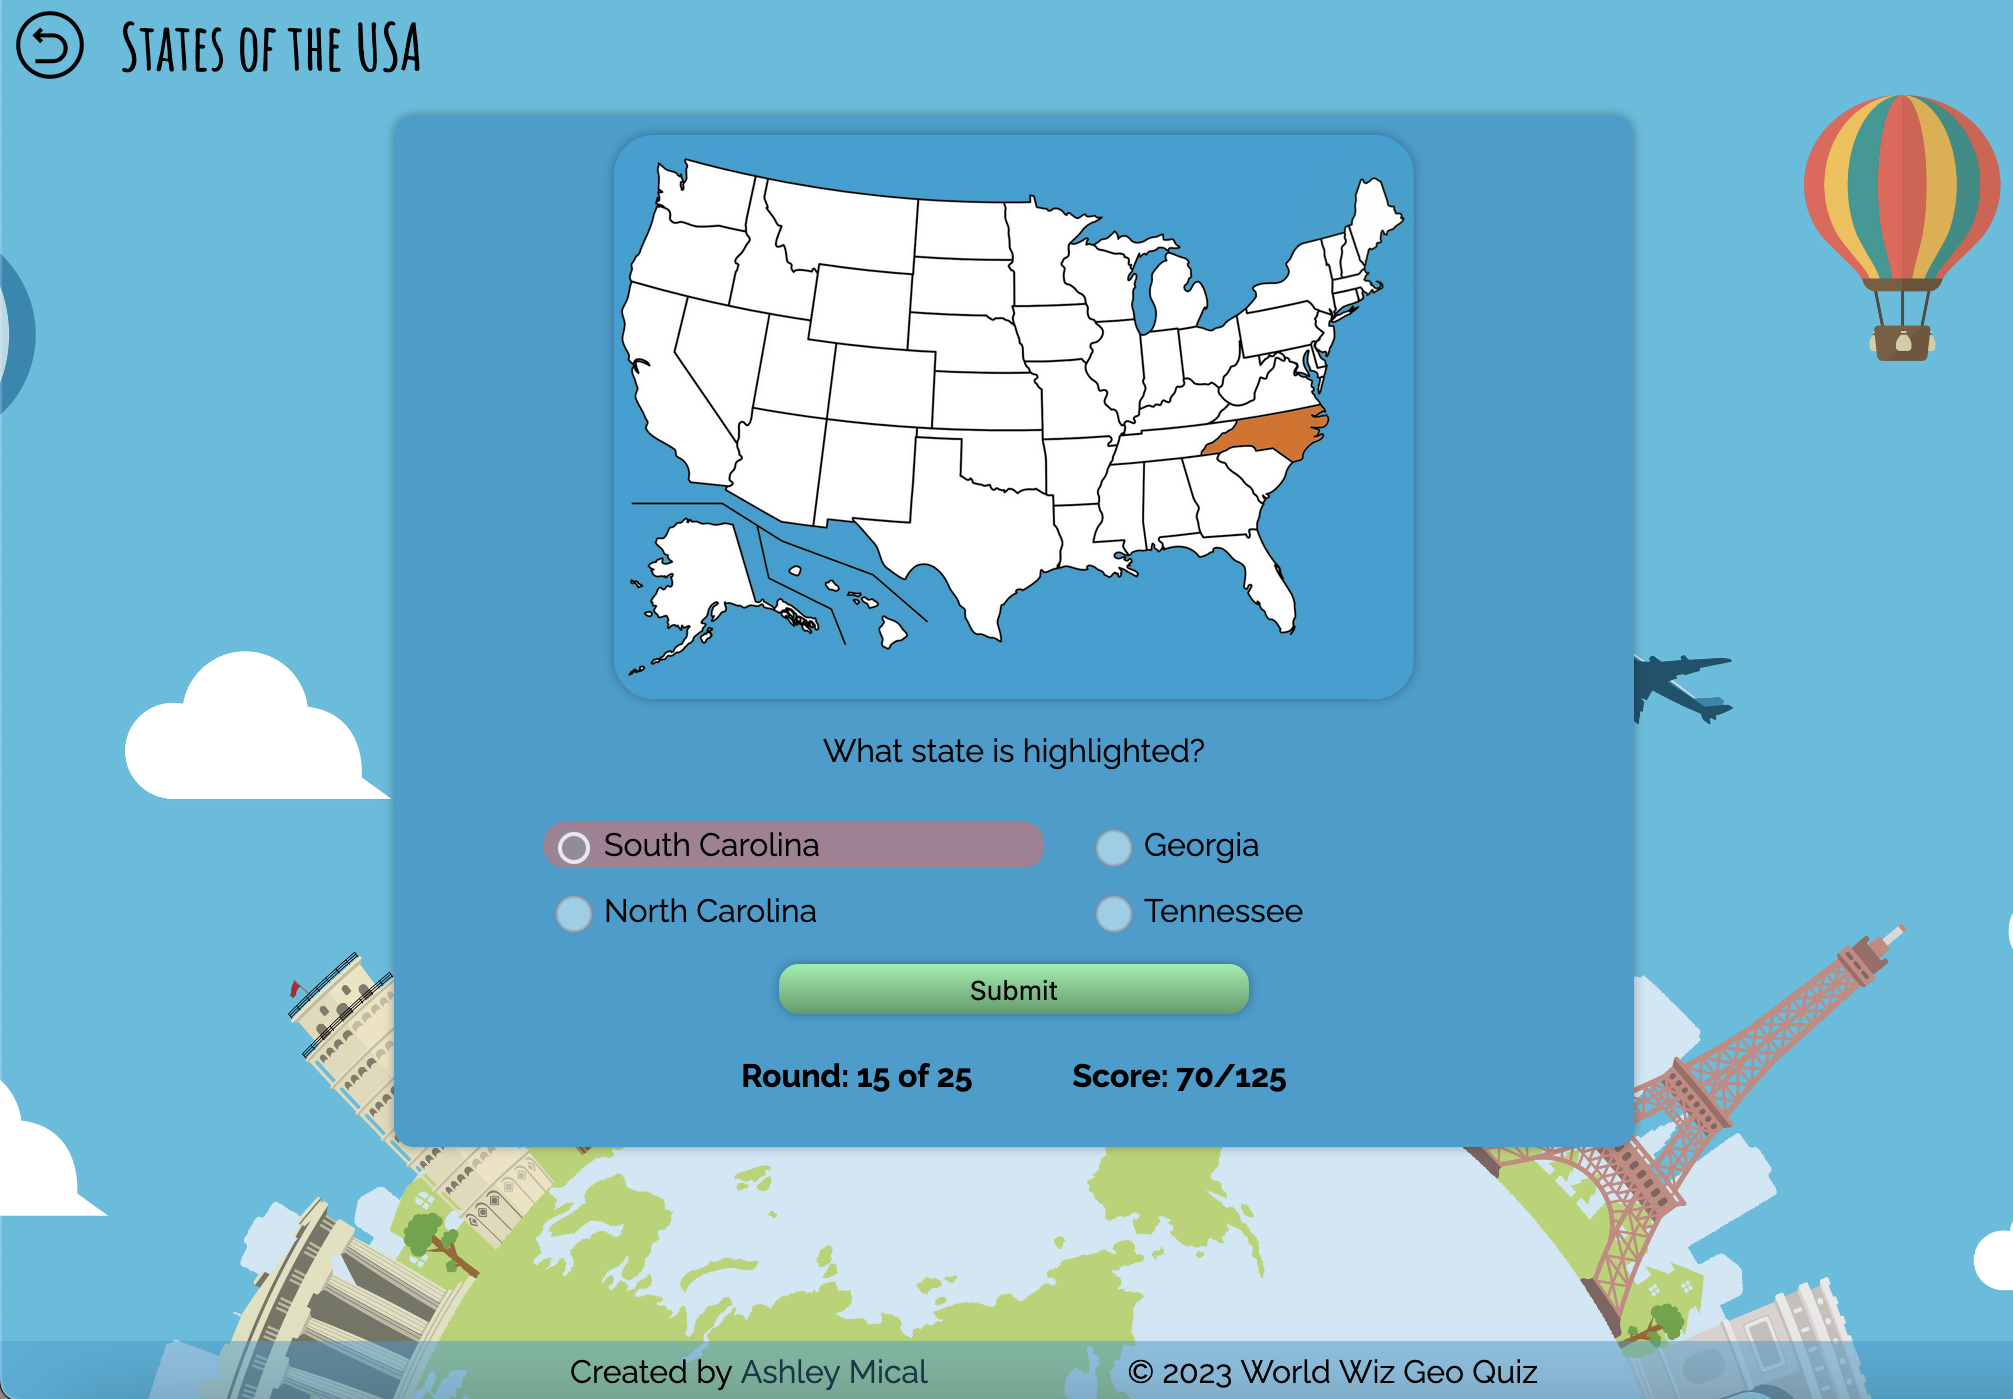 States of the USA
What state is highlighted?
South Carolina
Georgia
North Carolina
Tennessee
Submit
Round: 15 of 25
Score: 70/125
Created by Ashley Mical
© 2023 World Wiz Geo Quiz